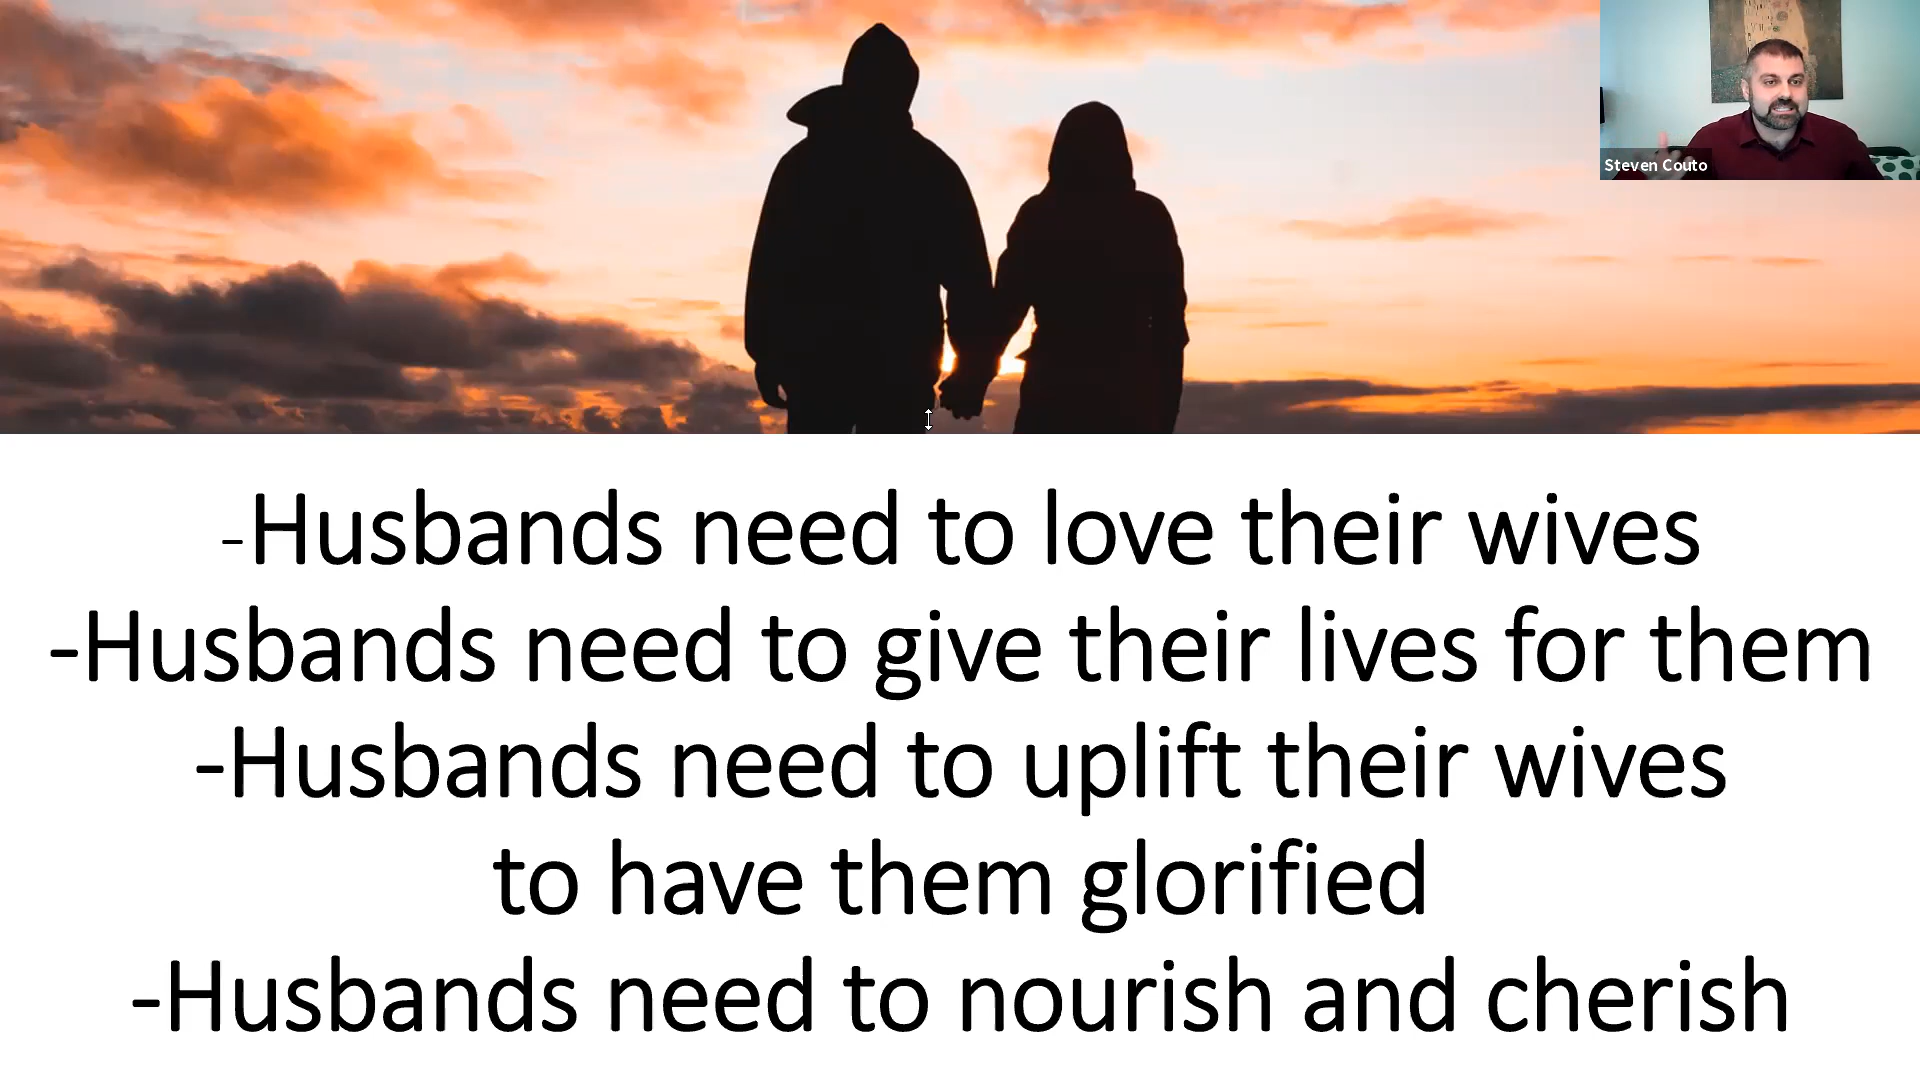 Steven Couto
-Husbands need to love their wives
-Husbands need to give their lives for them
-Husbands need to uplift their wives
to have them glorified
-Husbands need to nourish and cherish